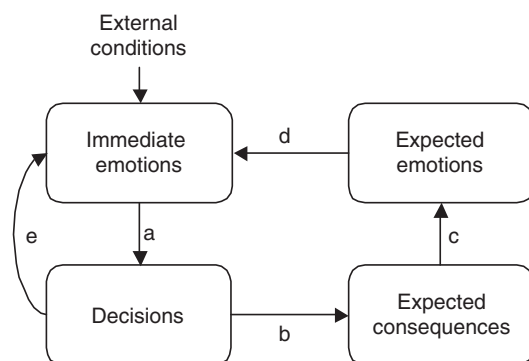 External
conditions
Immediate
emotions
d
Expected
emotions
e
a
c
Decisions
b
Expected
consequences